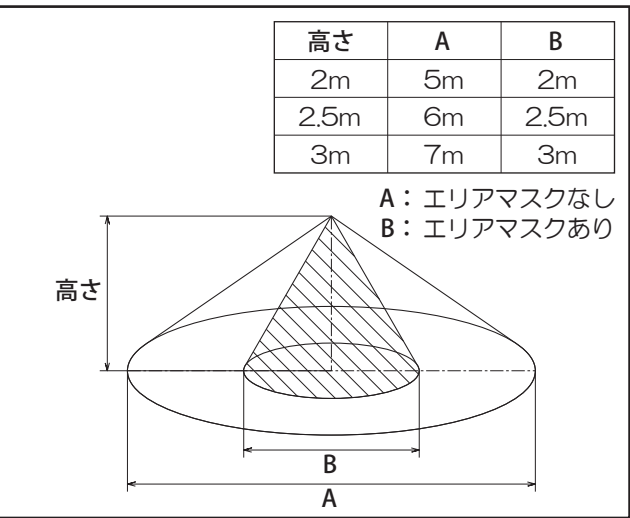 高さ A B
2m 5m 2m
2.5m 6m 2.5m
3m 7m 3m
A：エリアマスクなし
B：エリアマスクあり
高さ
B
A